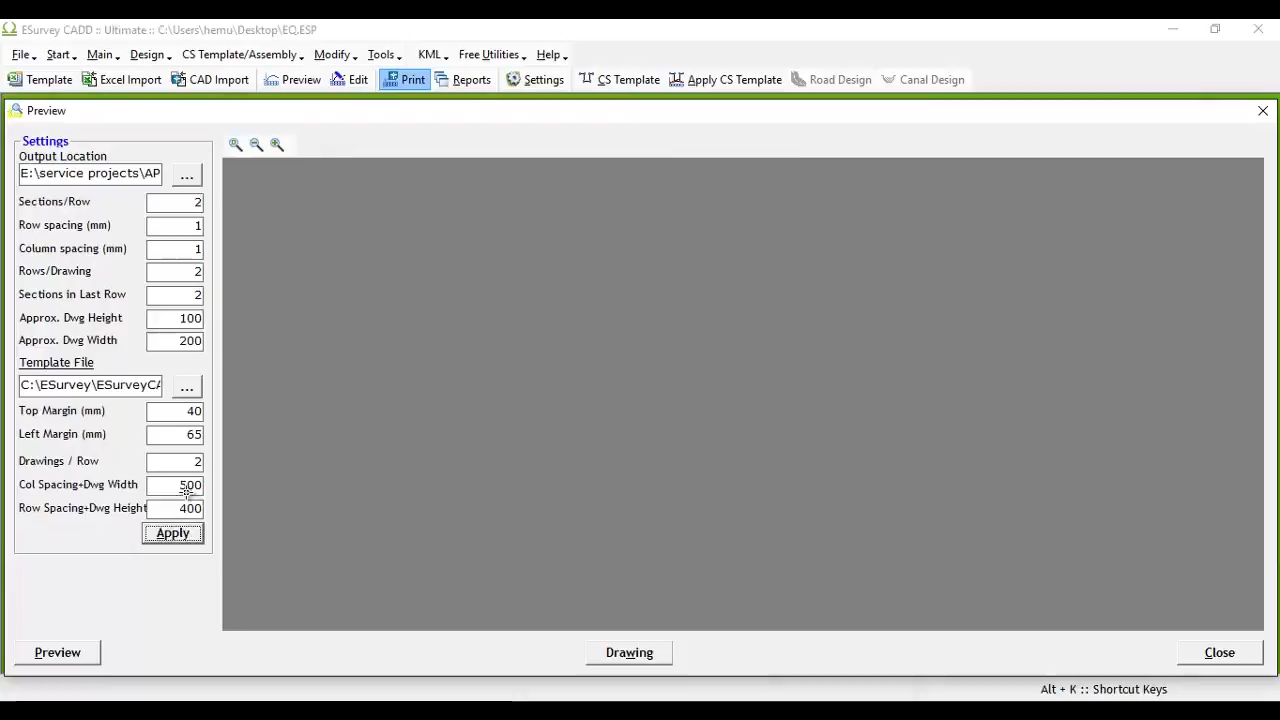 ESurvey CADD :: Ultimate :: C:\Users\hemu\Desktop\EQ.ESP
File Start Main Design CS Template/Assembly Modify Tools KML Free Utilities Help
Template Excel Import CAD Import Preview Edit Print Reports Settings CS Template Apply CS Template Road Design Canal Design
Preview
Settings
Output Location
E:\service projects\AP ...
Sections/Row 2
Row spacing (mm) 1
Column spacing (mm) 1
Rows/Drawing 2
Sections in Last Row 2
Approx. Dwg Height 100
Approx. Dwg Width 200
Template File
C:\ESurvey\ESurveyCA ...
Top Margin (mm) 40
Left Margin (mm) 65
Drawings / Row 2
Col Spacing+Dwg Width 500
Row Spacing+Dwg Height 400
Apply
Preview Drawing Close
Alt + K :: Shortcut Keys